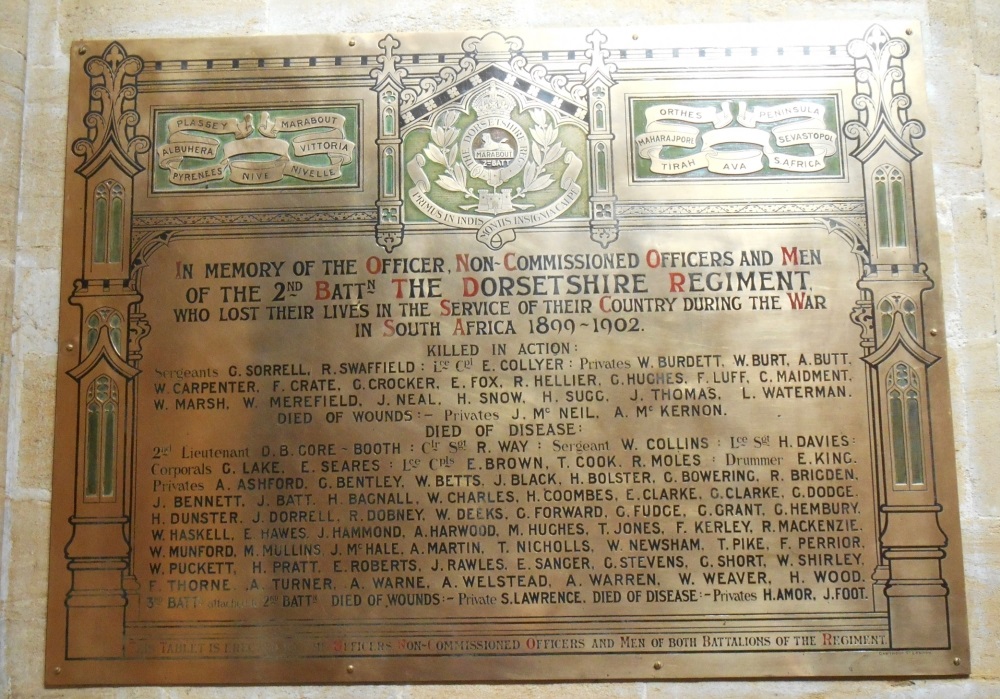 PLASSEY MARABOUT
ALBUHERA VITTORIA
PYRENEES NIVE NIVELLE
THE DORSETSHIRE REGT
MARABOUT
2ND BATT
PRIMUS IN INDIS MONTIS INSIGNIA CALPE
ORTHES PENINSULA
MAHARAJPORE SEVASTOPOL
TIRAH AVA S.AFRICA
IN MEMORY OF THE OFFICER, NON-COMMISSIONED OFFICERS AND MEN
OF THE 2ND BATTN THE DORSETSHIRE REGIMENT,
WHO LOST THEIR LIVES IN THE SERVICE OF THEIR COUNTRY DURING THE WAR
IN SOUTH AFRICA 1899-1902.
KILLED IN ACTION:
Sergeants G. SORRELL, R. SWAFFIELD: Lce Cpl E. COLLYER: Privates W. BURDETT, W. BURT, A. BUTT,
W. CARPENTER, F. CRATE, G. CROCKER, E. FOX, R. HELLIER, G. HUGHES, F. LUFF, C. MAIDMENT,
W. MARSH, W. MEREFIELD, J. NEAL, H. SNOW, H. SUGG, J. THOMAS, L. WATERMAN.
DIED OF WOUNDS:- Privates J. Mc NEIL, A. Mc KERNON.
DIED OF DISEASE:
2nd Lieutenant D.B. GORE-BOOTH: Clr Sgt R. WAY: Sergeant W. COLLINS: Lce Sgt H. DAVIES:
Corporals G. LAKE, E. SEARES: Lce Cpls E. BROWN, T. COOK, R. MOLES: Drummer E. KING.
Privates A. ASHFORD, G. BENTLEY, W. BETTS, J. BLACK, H. BOLSTER, G. BOWERING, R. BRIGDEN,
J. BENNETT, J. BATT, H. BAGNALL, W. CHARLES, H. COOMBES, E. CLARKE, G. CLARKE, G. DODGE,
H. DUNSTER, J. DORRELL, R. DOBNEY, W. DEEKS, G. FORWARD, G. FUDGE, G. GRANT, G. HEMBURY,
W. HASKELL, E. HAWES, J. HAMMOND, A. HARWOOD, M. HUGHES, T. JONES, F. KERLEY, R. MACKENZIE,
W. MUNFORD, M. MULLINS, J. McHALE, A. MARTIN, T. NICHOLLS, W. NEWSHAM, T. PIKE, F. PERRIOR,
W. PUCKETT, H. PRATT, E. ROBERTS, J. RAWLES, E. SANGER, G. STEVENS, G. SHORT, W. SHIRLEY,
F. THORNE, A. TURNER, A. WARNE, A. WELSTEAD, A. WARREN, W. WEAVER, H. WOOD.
3RD BATTN attached to 2ND BATTN DIED OF WOUNDS:- Private S. LAWRENCE. DIED OF DISEASE:- Privates H. AMOR, J. FOOT.
THIS TABLET IS ERECTED OFFICERS NON-COMMISSIONED OFFICERS AND MEN OF BOTH BATTALIONS OF THE REGIMENT.